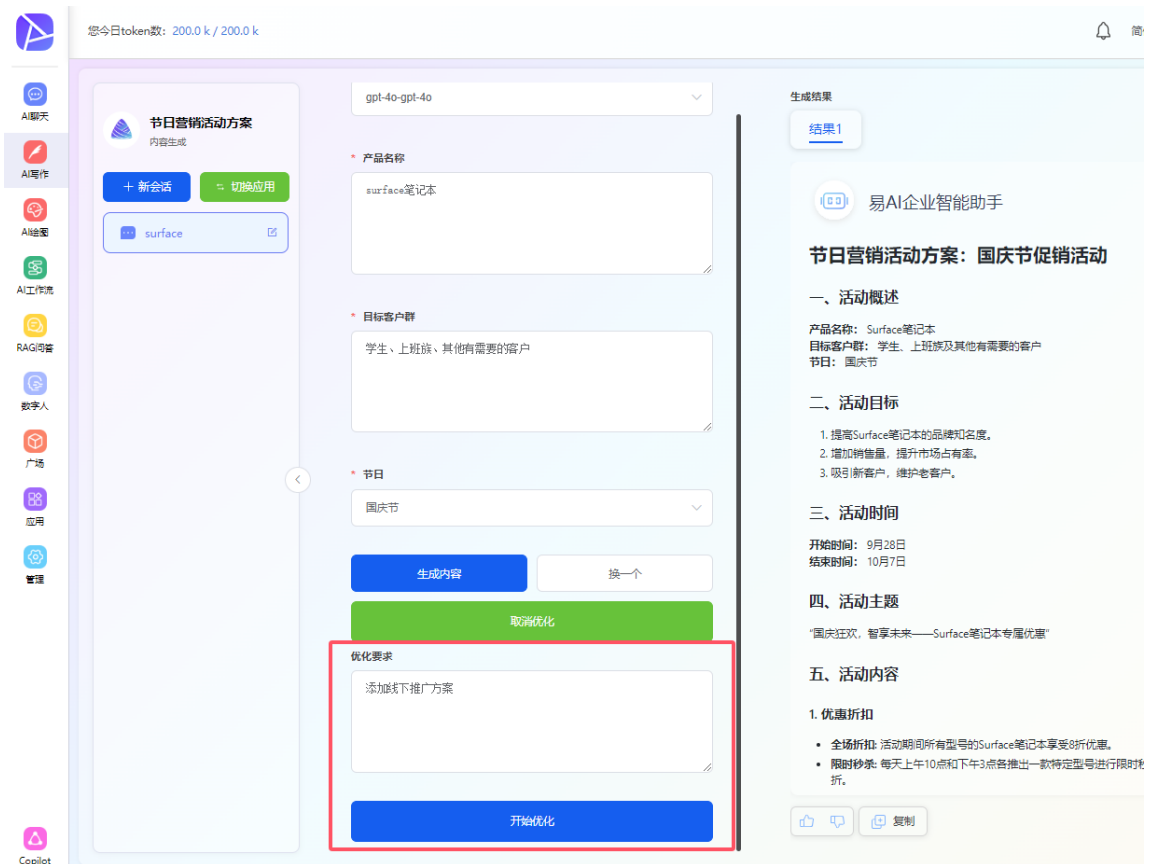 您今日token数: 200.0 k / 200.0 k
AI聊天
AI写作
AI绘图
AI工作流
RAG问答
数字人
广场
应用
管理
Copilot
节日营销活动方案
内容生成
+ 新会话
切换应用
surface
gpt-4o-gpt-4o
* 产品名称
surface笔记本
* 目标客户群
学生、上班族、其他有需要的客户
* 节日
国庆节
生成内容
换一个
取消优化
优化要求
添加线下推广方案
开始优化
生成结果
结果1
易AI企业智能助手
节日营销活动方案：国庆节促销活动
一、活动概述
产品名称： Surface笔记本
目标客户群： 学生、上班族及其他有需要的客户
节日： 国庆节
二、活动目标
1. 提高Surface笔记本的品牌知名度。
2. 增加销售量，提升市场占有率。
3. 吸引新客户，维护老客户。
三、活动时间
开始时间： 9月28日
结束时间： 10月7日
四、活动主题
"国庆狂欢，智享未来——Surface笔记本专属优惠"
五、活动内容
1. 优惠折扣
• 全场折扣: 活动期间所有型号的Surface笔记本享受8折优惠。
• 限时秒杀: 每天上午10点和下午3点各推出一款特定型号进行限时秒
折。
复制